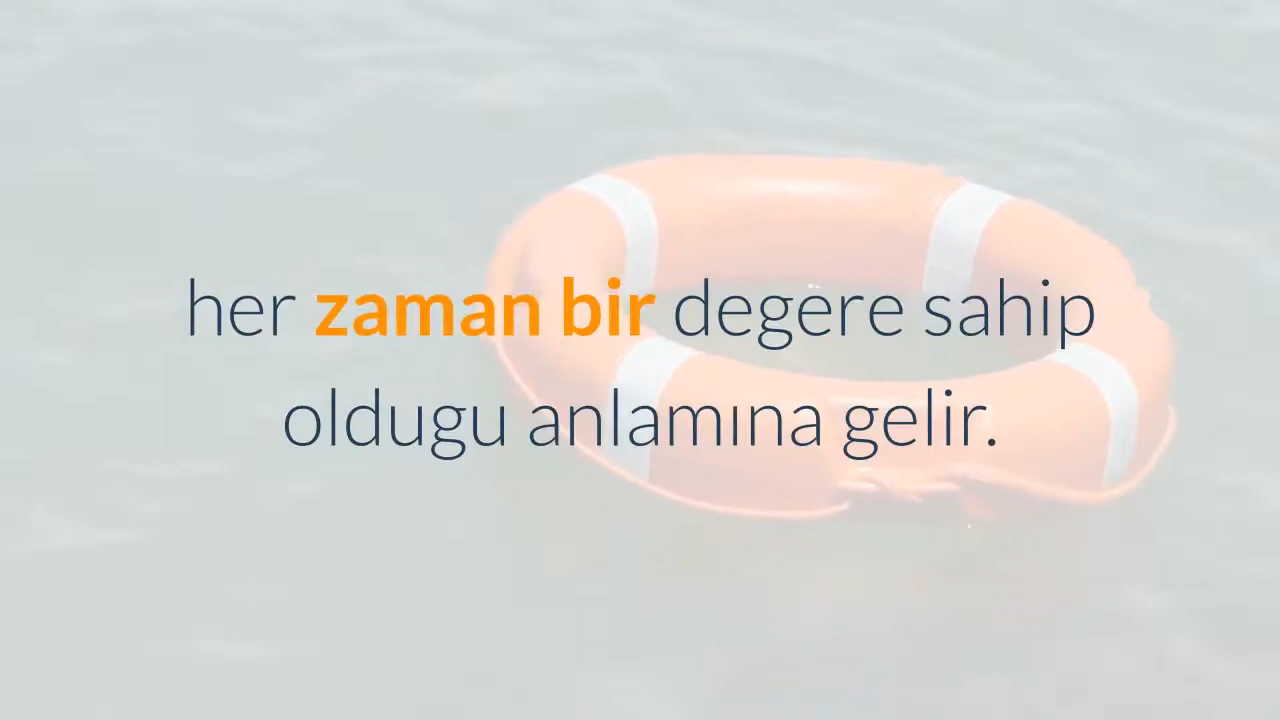 her zaman bir degere sahip
oldugu anlamına gelir.